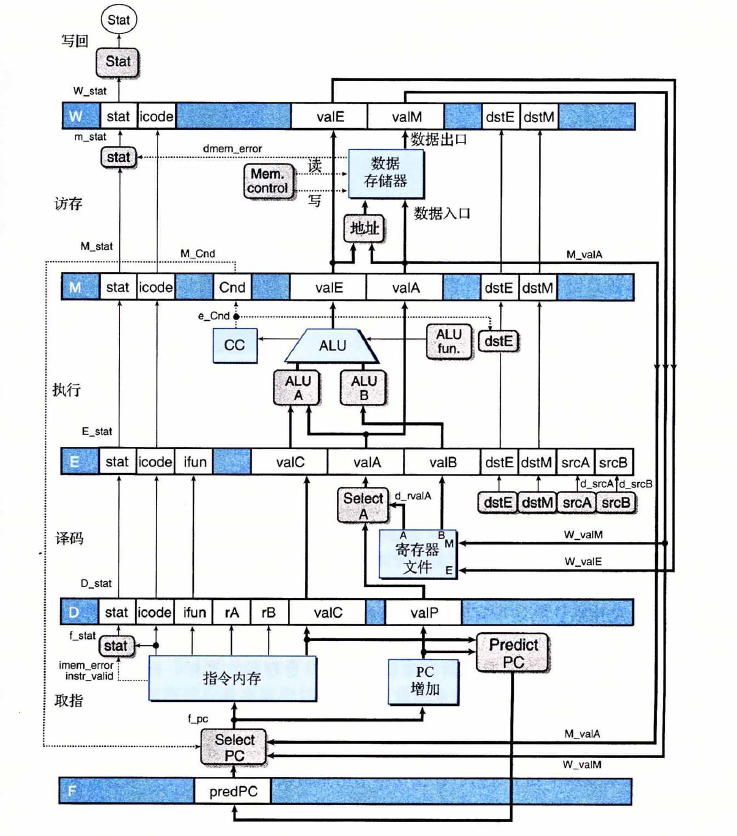 Stat
写回
Stat
W_stat
W stat icode valE valM dstE dstM
m_stat
数据出口
stat
dmem_error
读
数据
存储器
Mem.
control
写
访存
地址
数据入口
M_stat
M_Cnd
M_valA
M stat icode Cnd valE valA dstE dstM
e_Cnd
CC
ALU
ALU
fun.
dstE
ALU
A
ALU
B
执行
E_stat
E stat icode ifun valC valA valB dstE dstM srcA srcB
d_srcA d_srcB
Select
A
d_rvalA
dstE dstM srcA srcB
A B
寄存器
文件
M
E
W_valM
W_valE
译码
D_stat
D stat icode ifun rA rB valC valP
f_stat
stat
imem_error
instr_valid
指令内存
PC
增加
Predict
PC
取指
f_pc
Select
PC
M_valA
W_valM
F predPC